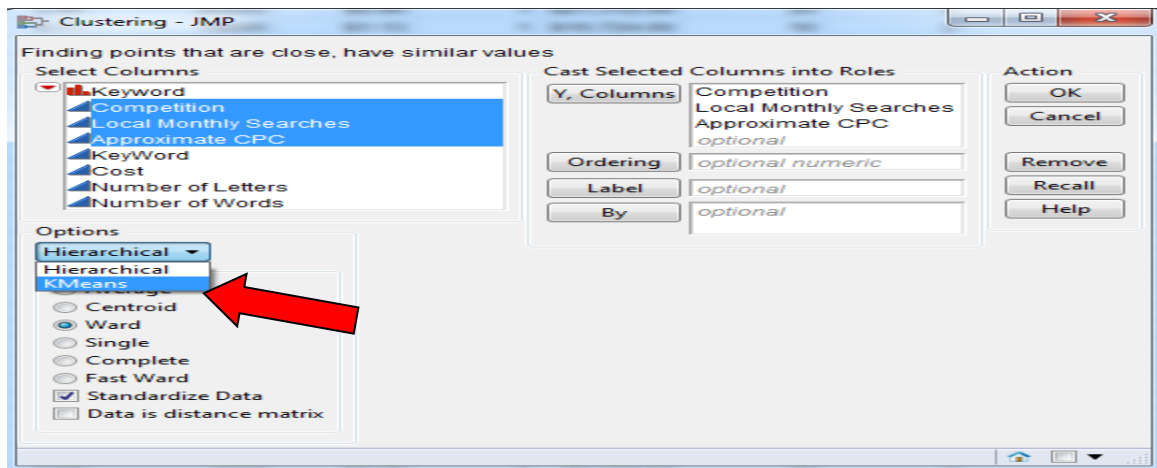 Clustering - JMP
Finding points that are close, have similar values
Select Columns
Keyword
Competition
Local Monthly Searches
Approximate CPC
KeyWord
Cost
Number of Letters
Number of Words
Cast Selected Columns into Roles
Y, Columns
Competition
Local Monthly Searches
Approximate CPC
optional
Ordering
optional numeric
Label
optional
By
optional
Action
OK
Cancel
Remove
Recall
Help
Options
Hierarchical
Hierarchical
KMeans
Average
Centroid
Ward
Single
Complete
Fast Ward
Standardize Data
Data is distance matrix